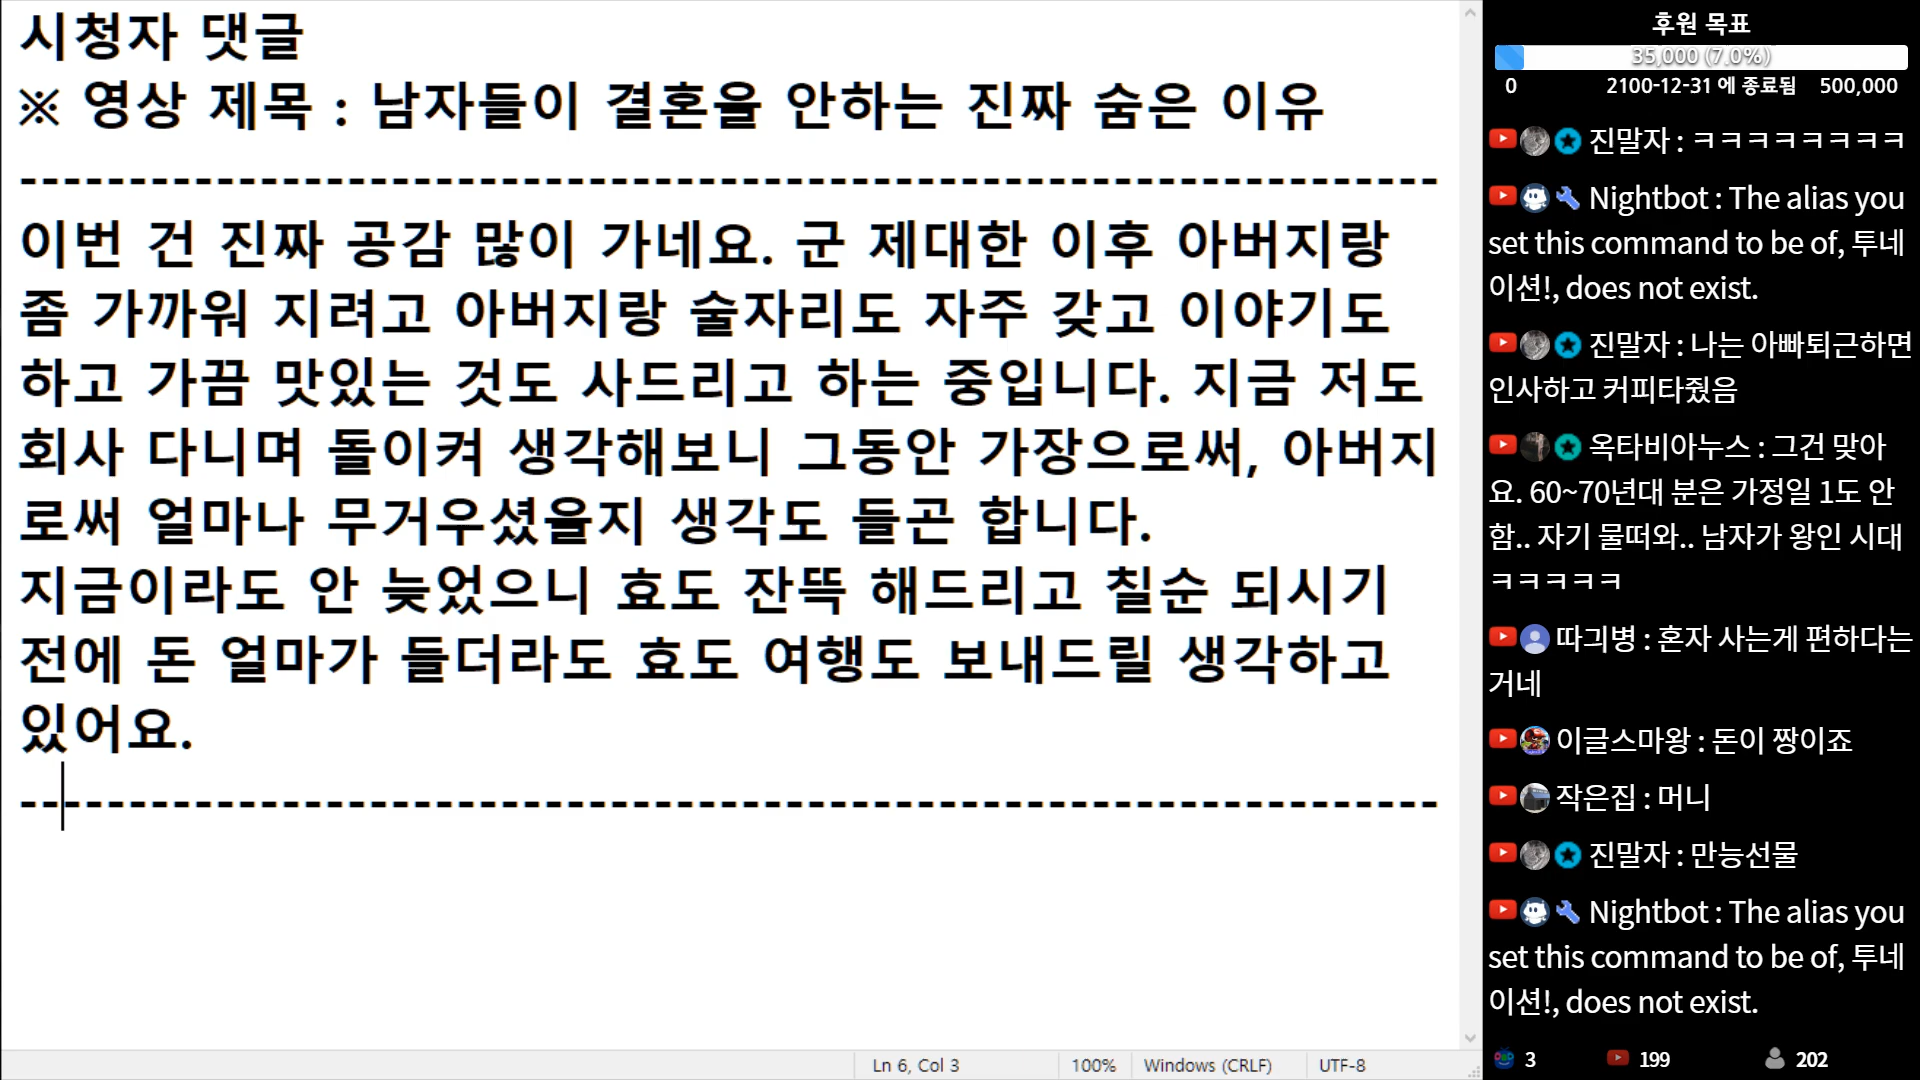 시청자 댓글
※ 영상 제목 : 남자들이 결혼을 안하는 진짜 숨은 이유
------------------------------------------------------------------------------
이번 건 진짜 공감 많이 가네요. 군 제대한 이후 아버지랑
좀 가까워 지려고 아버지랑 술자리도 자주 갖고 이야기도
하고 가끔 맛있는 것도 사드리고 하는 중입니다. 지금 저도
회사 다니며 돌이켜 생각해보니 그동안 가장으로써, 아버지
로써 얼마나 무거우셨을지 생각도 들곤 합니다.
지금이라도 안 늦었으니 효도 잔뜩 해드리고 칠순 되시기
전에 돈 얼마가 들더라도 효도 여행도 보내드릴 생각하고
있어요.
------------------------------------------------------------------------------
Ln 6, Col 3
100%
Windows (CRLF)
UTF-8
후원 목표
35,000 (7.0%)
0 2100-12-31 에 종료됨 500,000
진말자 : ㅋㅋㅋㅋㅋㅋㅋㅋ
Nightbot : The alias you
set this command to be of, 투네
이션!, does not exist.
진말자 : 나는 아빠퇴근하면
인사하고 커피타줬음
옥타비아누스 : 그건 맞아
요. 60~70년대 분은 가정일 1도 안
함.. 자기 물떠와.. 남자가 왕인 시대
ㅋㅋㅋㅋㅋ
따긔병 : 혼자 사는게 편하다는
거네
이글스마왕 : 돈이 짱이죠
작은집 : 머니
진말자 : 만능선물
Nightbot : The alias you
set this command to be of, 투네
이션!, does not exist.
3 199 202